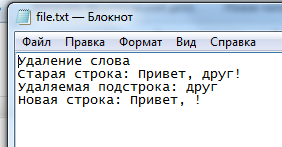 file.txt — Блокнот
Файл Правка Формат Вид Справка
Удаление слова
Старая строка: Привет, друг!
Удаляемая подстрока: друг
Новая строка: Привет, !